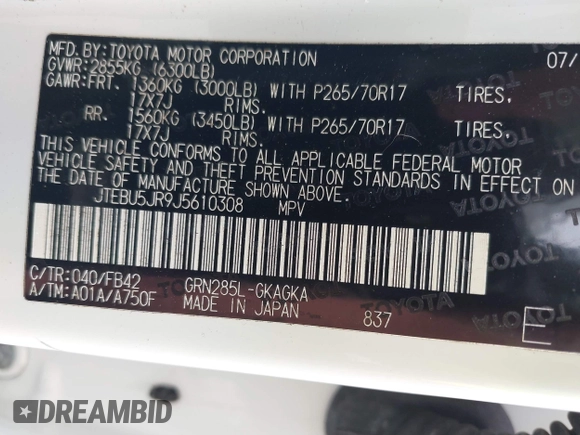 MFD. BY: TOYOTA MOTOR CORPORATION 07/
GVWR: 2855KG (6300LB)
GAWR: FRT. 1360KG (3000LB) WITH P265/70R17 TIRES,
17X7J RIMS.
RR. 1560KG (3450LB) WITH P265/70R17 TIRES,
17X7J RIMS.
THIS VEHICLE CONFORMS TO ALL APPLICABLE FEDERAL MOTOR
VEHICLE SAFETY AND THEFT PREVENTION STANDARDS IN EFFECT ON
THE DATE OF MANUFACTURE SHOWN ABOVE.
JTEBU5JR9J5610308 MPV
C/TR: 040/FB42 GRN285L-GKAGKA
A/TM: A01A/A750F MADE IN JAPAN 837 E
DREAMBID